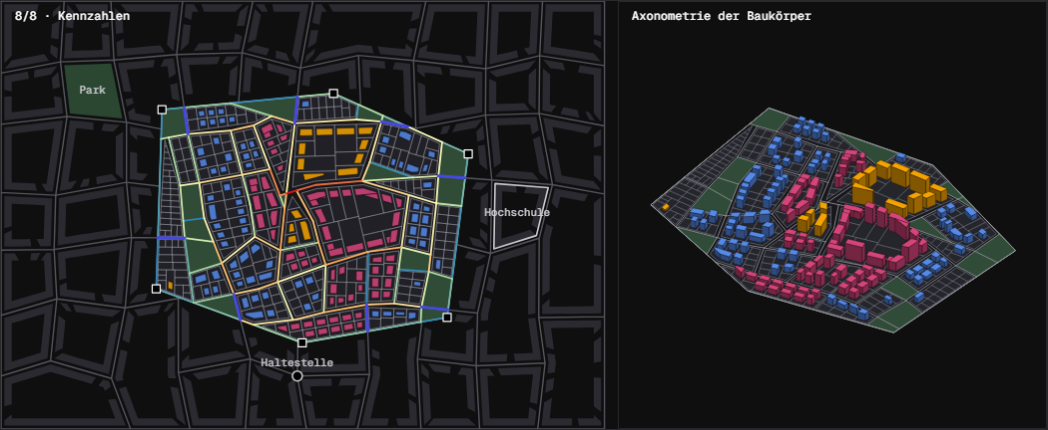 8/8 · Kennzahlen
Axonometrie der Baukörper
Park
Hochschule
Haltestelle